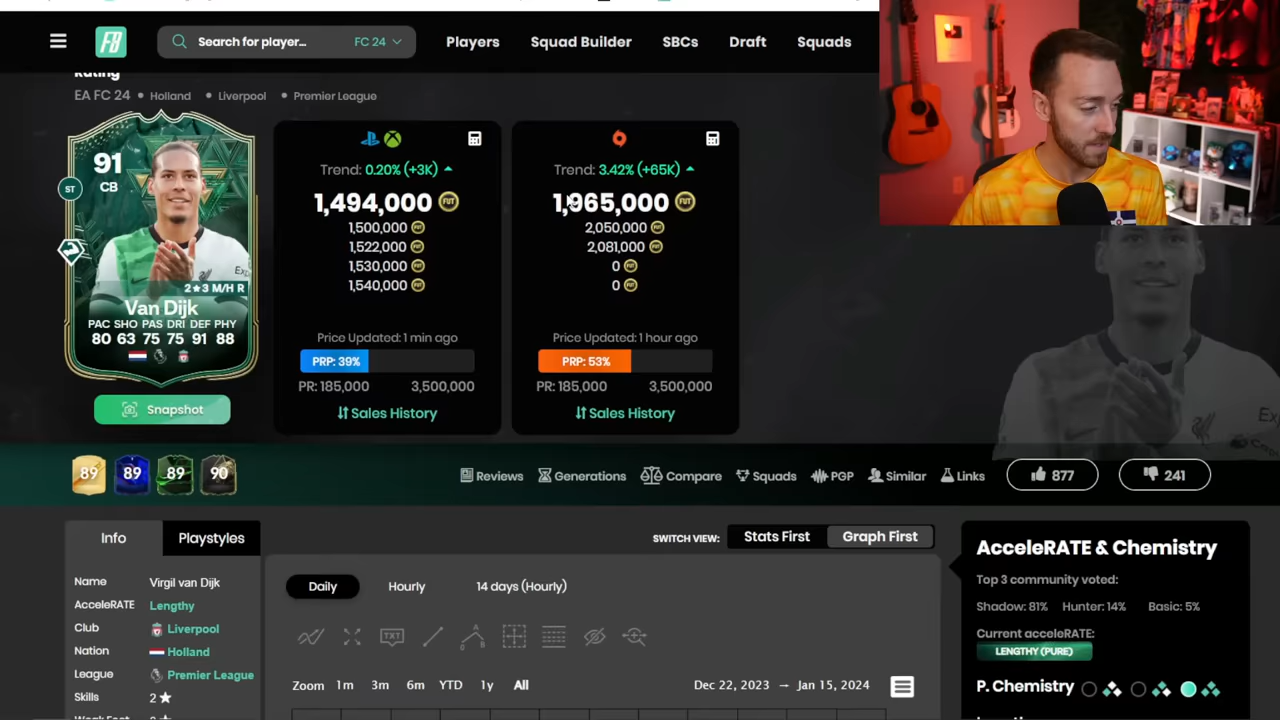 FB
Search for player...
FC 24
Players
Squad Builder
SBCs
Draft
Squads
Rating
EA FC 24
Holland
Liverpool
Premier League
91
CB
ST
2★3 M/H R
Van Dijk
PAC SHO PAS DRI DEF PHY
80 63 75 75 91 88
Snapshot
Trend: 0.20% (+3K)
1,494,000
1,500,000
1,522,000
1,530,000
1,540,000
Price Updated: 1 min ago
PRP: 39%
PR: 185,000
3,500,000
Sales History
Trend: 3.42% (+65K)
1,965,000
2,050,000
2,081,000
0
0
Price Updated: 1 hour ago
PRP: 53%
PR: 185,000
3,500,000
Sales History
89
89
89
90
Reviews
Generations
Compare
Squads
PGP
Similar
Links
877
241
Info
Playstyles
Name Virgil van Dijk
AcceleRATE Lengthy
Club Liverpool
Nation Holland
League Premier League
Skills 2★
SWITCH VIEW:
Stats First
Graph First
Daily
Hourly
14 days (Hourly)
TXT
Zoom 1m 3m 6m YTD 1y All
Dec 22, 2023 → Jan 15, 2024
AcceleRATE & Chemistry
Top 3 community voted:
Shadow: 81% Hunter: 14% Basic: 5%
Current acceleRATE:
LENGTHY (PURE)
P. Chemistry